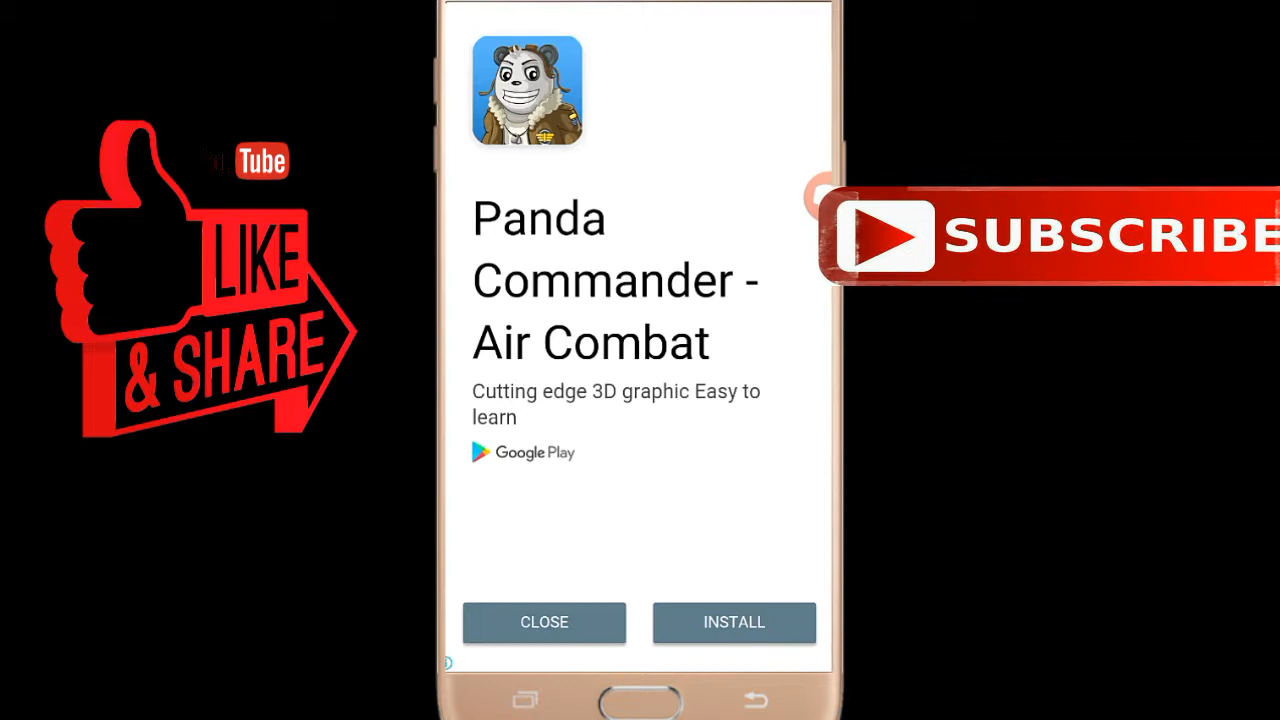 Tube
LIKE
& SHARE
Panda
Commander -
Air Combat
Cutting edge 3D graphic Easy to
learn
Google Play
CLOSE
INSTALL
SUBSCRIBE